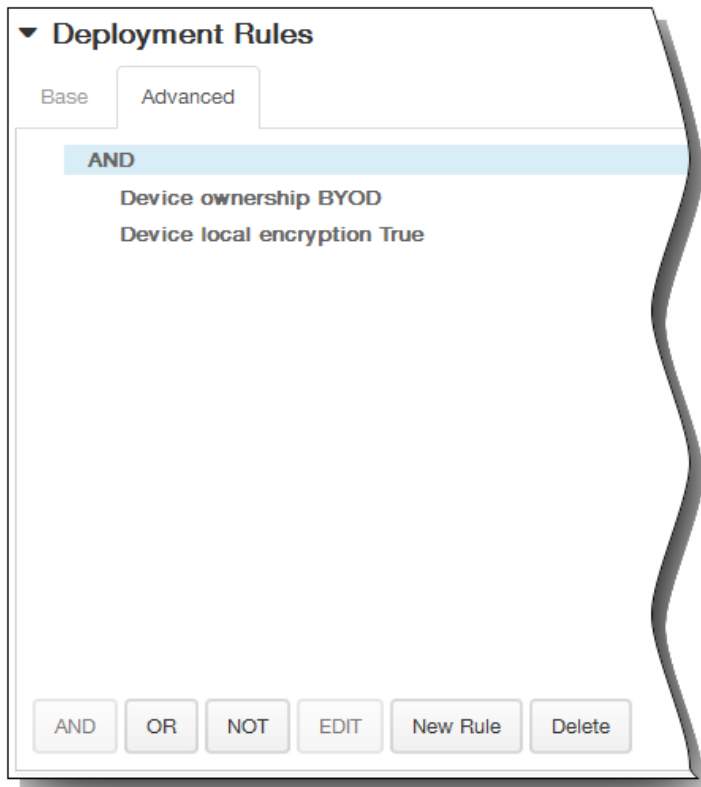 Deployment Rules
Base Advanced
AND
Device ownership BYOD
Device local encryption True
AND OR NOT EDIT New Rule Delete